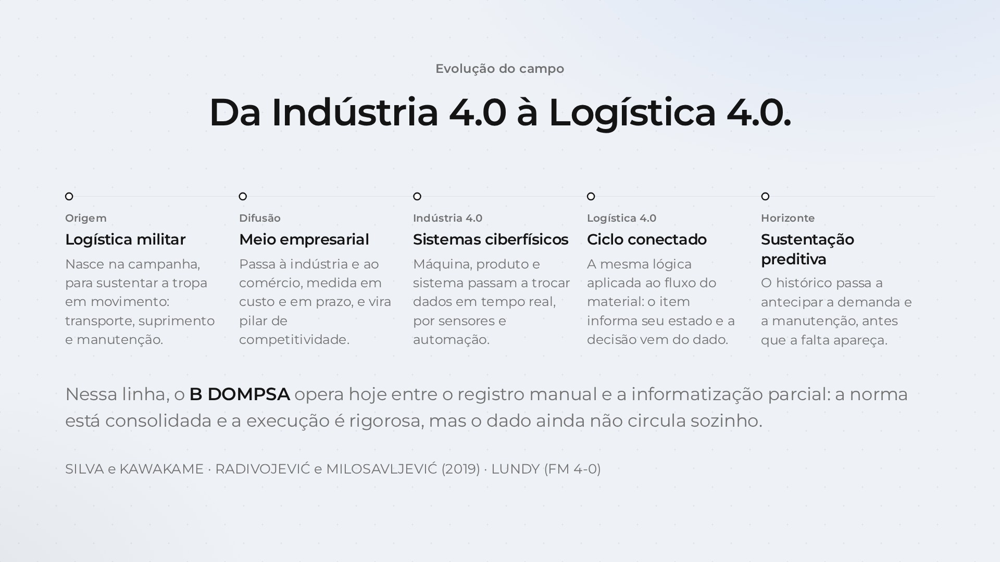 Evolução do campo
Da Indústria 4.0 à Logística 4.0.
Origem
Logística militar
Nasce na campanha,
para sustentar a tropa
em movimento:
transporte, suprimento
e manutenção.
Difusão
Meio empresarial
Passa à indústria e ao
comércio, medida em
custo e em prazo, e vira
pilar de
competitividade.
Indústria 4.0
Sistemas ciberfísicos
Máquina, produto e
sistema passam a trocar
dados em tempo real,
por sensores e
automação.
Logística 4.0
Ciclo conectado
A mesma lógica
aplicada ao fluxo do
material: o item
informa seu estado e a
decisão vem do dado.
Horizonte
Sustentação
preditiva
O histórico passa a
antecipar a demanda e
a manutenção, antes
que a falta apareça.
Nessa linha, o B DOMPSA opera hoje entre o registro manual e a informatização parcial: a norma
está consolidada e a execução é rigorosa, mas o dado ainda não circula sozinho.
SILVA e KAWAKAME · RADIVOJEVIĆ e MILOSAVLJEVIĆ (2019) · LUNDY (FM 4-0)